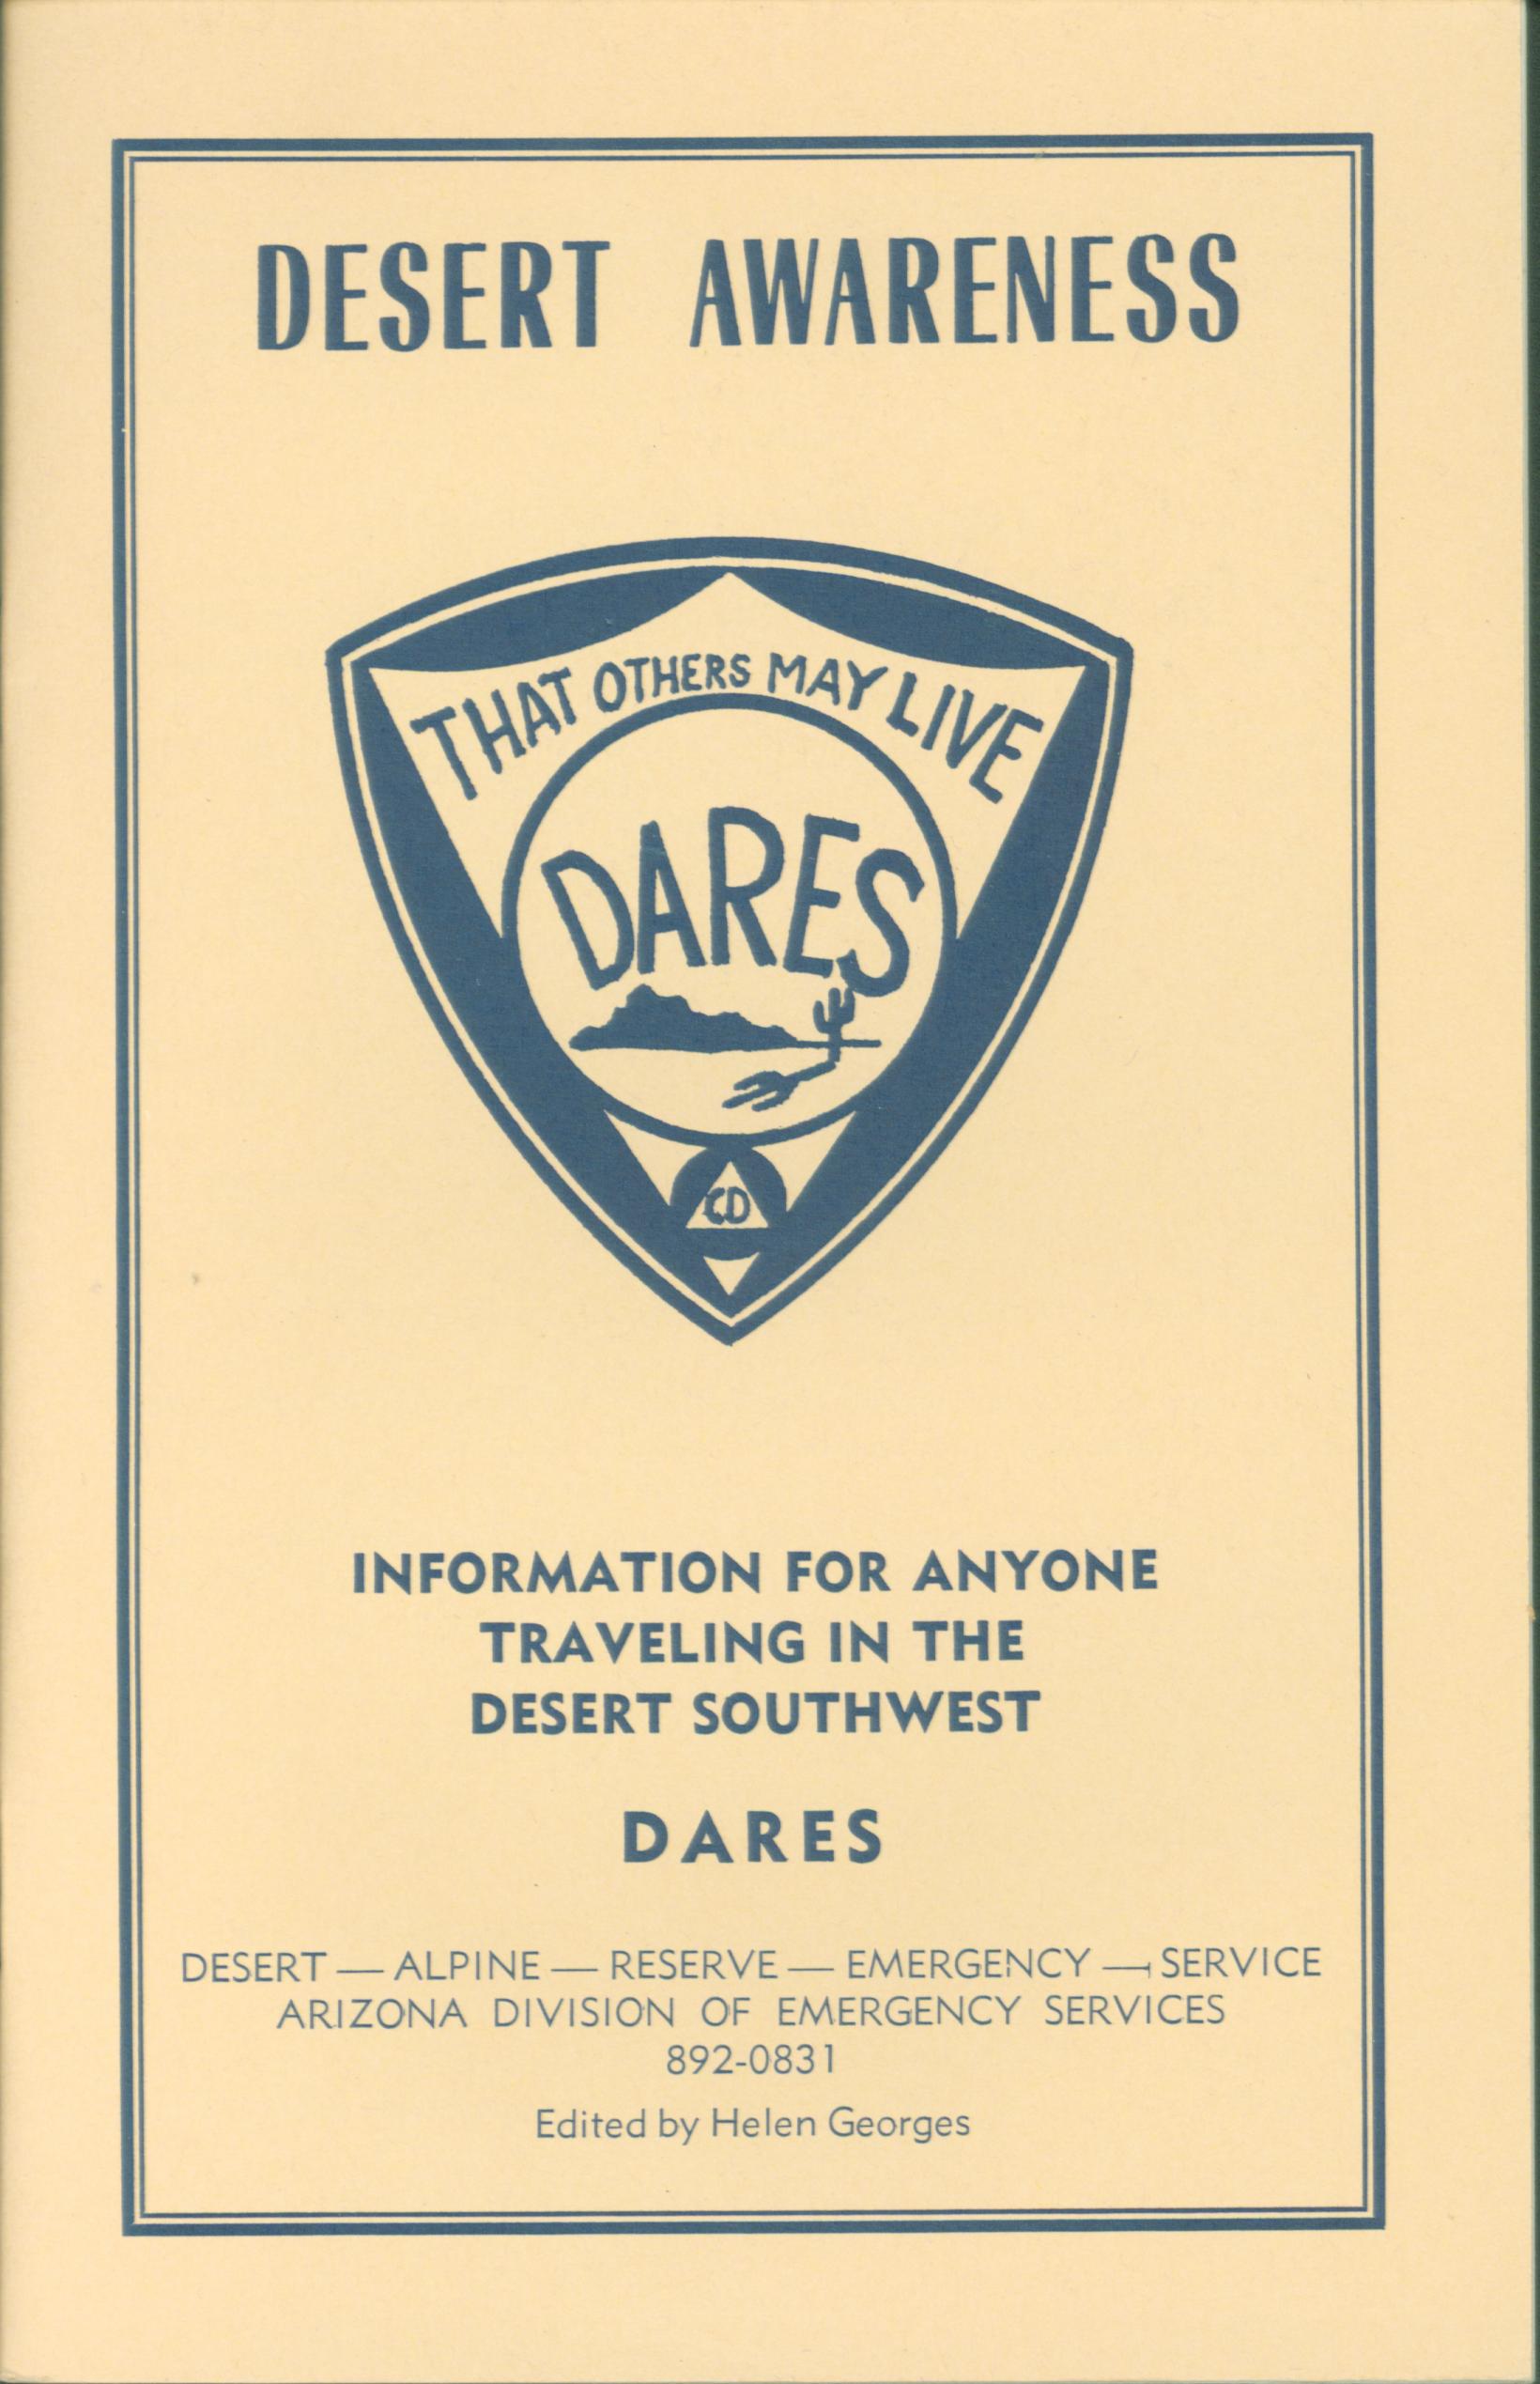 DESERT AWARENESS
THAT OTHERS MAY LIVE
DARES
CD
INFORMATION FOR ANYONE
TRAVELING IN THE
DESERT SOUTHWEST
DARES
DESERT — ALPINE — RESERVE — EMERGENCY — SERVICE
ARIZONA DIVISION OF EMERGENCY SERVICES
892-0831
Edited by Helen Georges